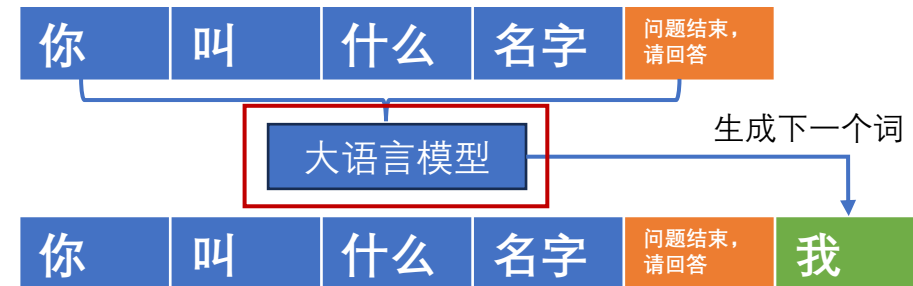 你 叫 什么 名字 问题结束，
请回答
大语言模型
生成下一个词
你 叫 什么 名字 问题结束，
请回答
我